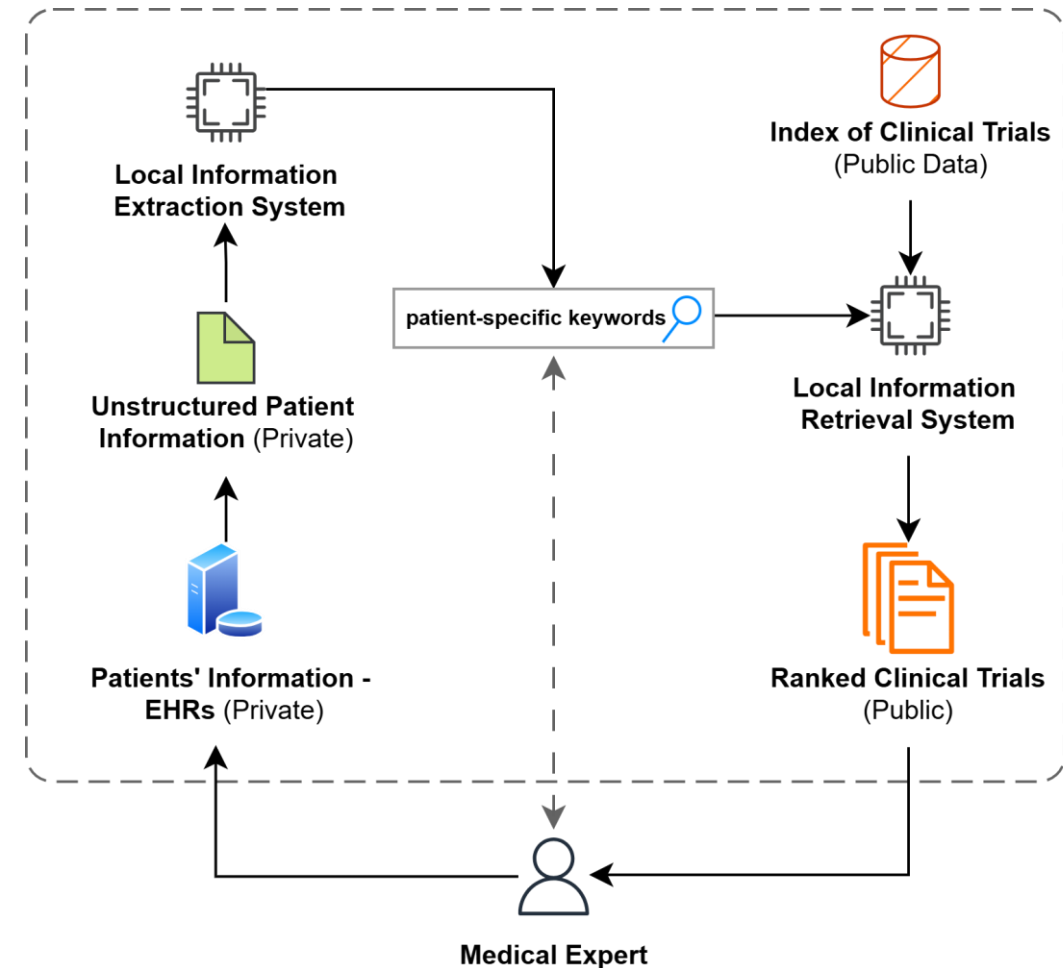 Local Information
Extraction System
Index of Clinical Trials
(Public Data)
patient-specific keywords
Unstructured Patient
Information (Private)
Local Information
Retrieval System
Patients' Information -
EHRs (Private)
Ranked Clinical Trials
(Public)
Medical Expert